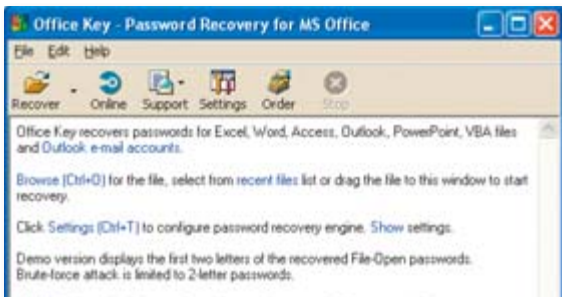 Office Key - Password Recovery for MS Office
File Edit Help
Recover Online Support Settings Order Stop
Office Key recovers passwords for Excel, Word, Access, Outlook, PowerPoint, VBA files
and Outlook e-mail accounts.
Browse (Ctrl+O) for the file, select from recent files list or drag the file to this window to start
recovery.
Click Settings (Ctrl+T) to configure password recovery engine. Show settings.
Demo version displays the first two letters of the recovered File-Open passwords.
Brute-force attack is limited to 2-letter passwords.